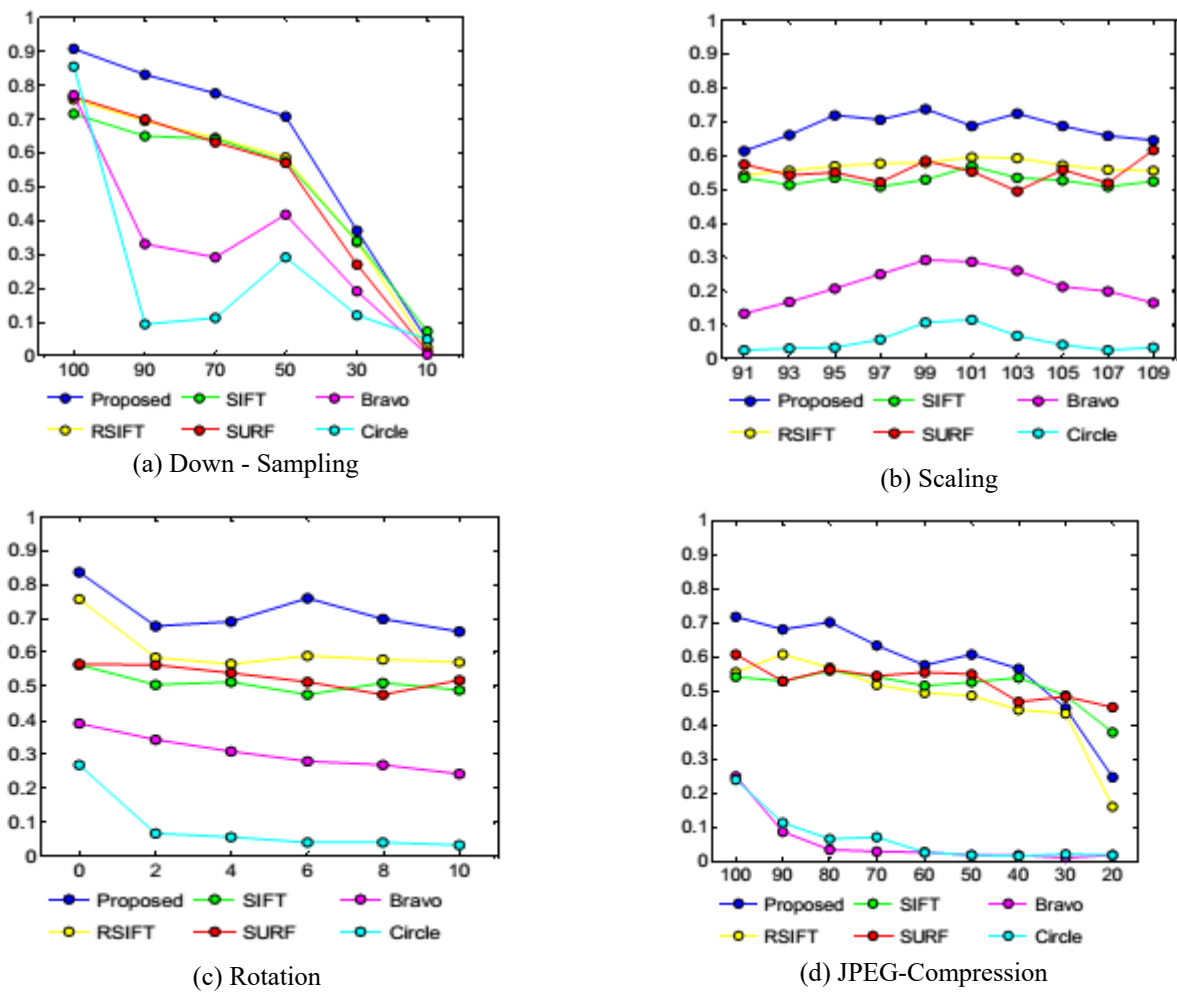 1
0.9
0.8
0.7
0.6
0.5
0.4
0.3
0.2
0.1
0
100 90 70 50 30 10
Proposed SIFT Bravo
RSIFT SURF Circle
(a) Down - Sampling
1
0.9
0.8
0.7
0.6
0.5
0.4
0.3
0.2
0.1
0
91 93 95 97 99 101 103 105 107 109
Proposed SIFT Bravo
RSIFT SURF Circle
(b) Scaling
1
0.9
0.8
0.7
0.6
0.5
0.4
0.3
0.2
0.1
0
0 2 4 6 8 10
Proposed SIFT Bravo
RSIFT SURF Circle
(c) Rotation
1
0.9
0.8
0.7
0.6
0.5
0.4
0.3
0.2
0.1
0
100 90 80 70 60 50 40 30 20
Proposed SIFT Bravo
RSIFT SURF Circle
(d) JPEG-Compression